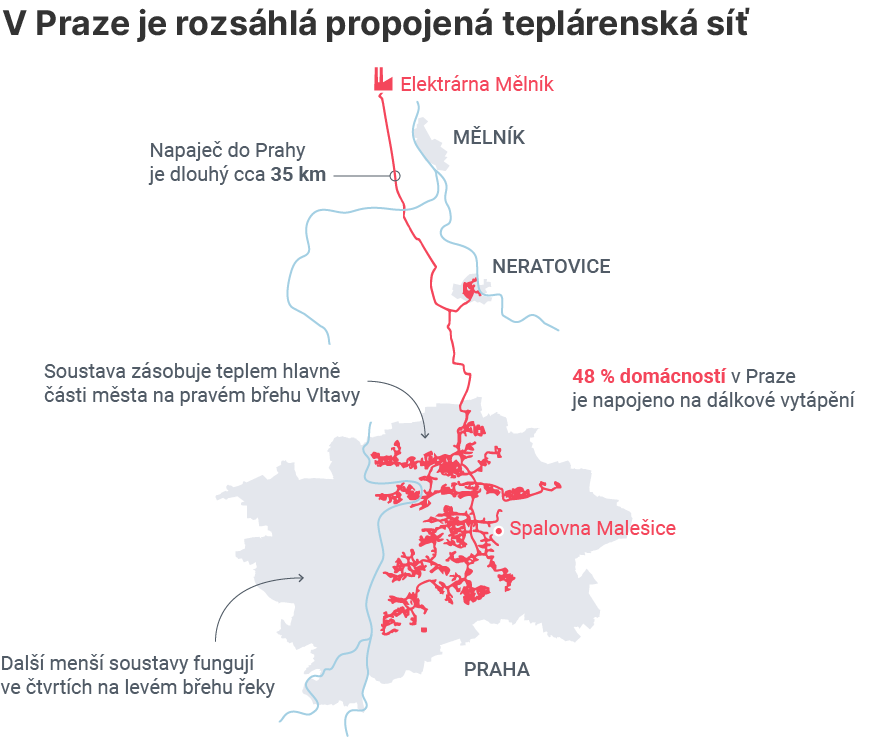 V Praze je rozsáhlá propojená teplárenská síť
Elektrárna Mělník
MĚLNÍK
Napaječ do Prahy
je dlouhý cca 35 km
NERATOVICE
Soustava zásobuje teplem hlavně
části města na pravém břehu Vltavy
48 % domácností v Praze
je napojeno na dálkové vytápění
Spalovna Malešice
Další menší soustavy fungují
ve čtvrtích na levém břehu řeky
PRAHA